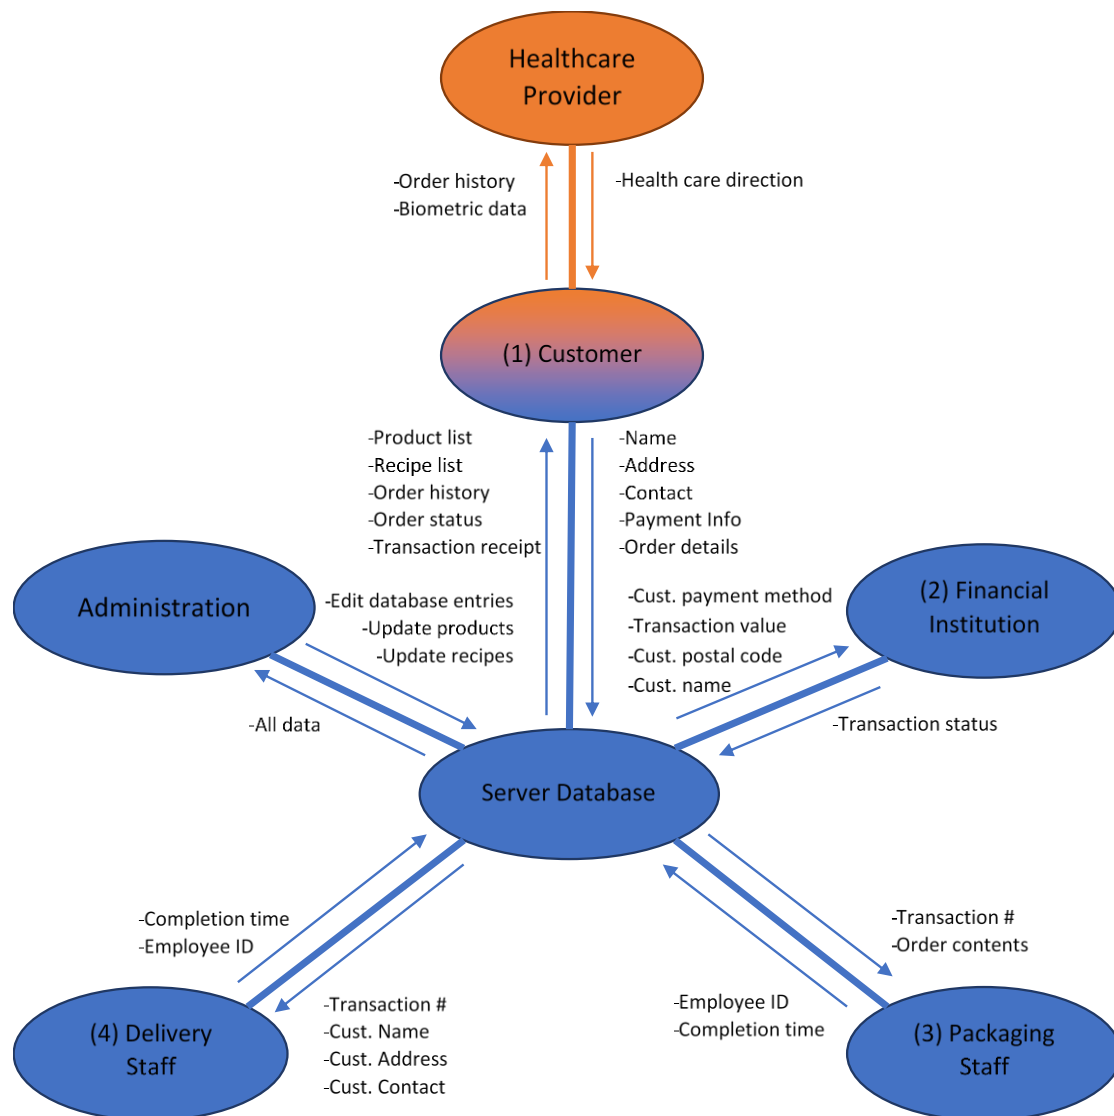 Healthcare
Provider
-Order history
-Biometric data
-Health care direction
(1) Customer
-Product list
-Recipe list
-Order history
-Order status
-Transaction receipt
-Name
-Address
-Contact
-Payment Info
-Order details
Administration
-Edit database entries
-Update products
-Update recipes
-All data
-Cust. payment method
-Transaction value
-Cust. postal code
-Cust. name
(2) Financial
Institution
-Transaction status
Server Database
-Completion time
-Employee ID
-Transaction #
-Cust. Name
-Cust. Address
-Cust. Contact
(4) Delivery
Staff
-Transaction #
-Order contents
-Employee ID
-Completion time
(3) Packaging
Staff